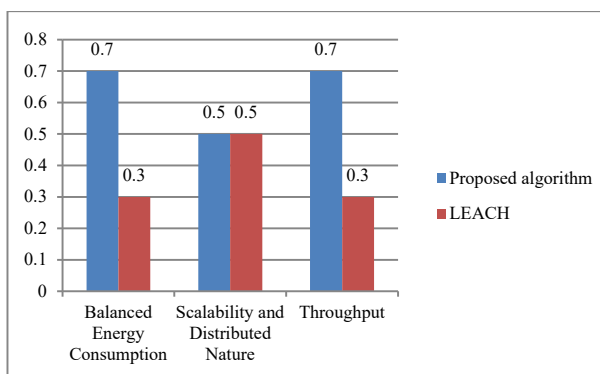 0.8
0.7
0.6
0.5
0.4
0.3
0.2
0.1
0
0.7
0.3
0.5
0.5
0.7
0.3
Balanced
Energy
Consumption
Scalability and
Distributed
Nature
Throughput
Proposed algorithm
LEACH